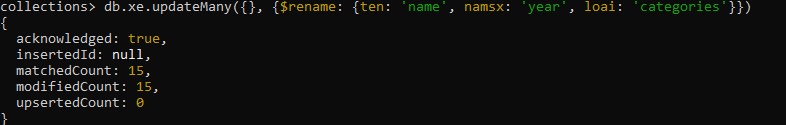 collections> db.xe.updateMany({}, {$rename: {ten: 'name', namsx: 'year', loai: 'categories'}})
{
  acknowledged: true,
  insertedId: null,
  matchedCount: 15,
  modifiedCount: 15,
  upsertedCount: 0
}